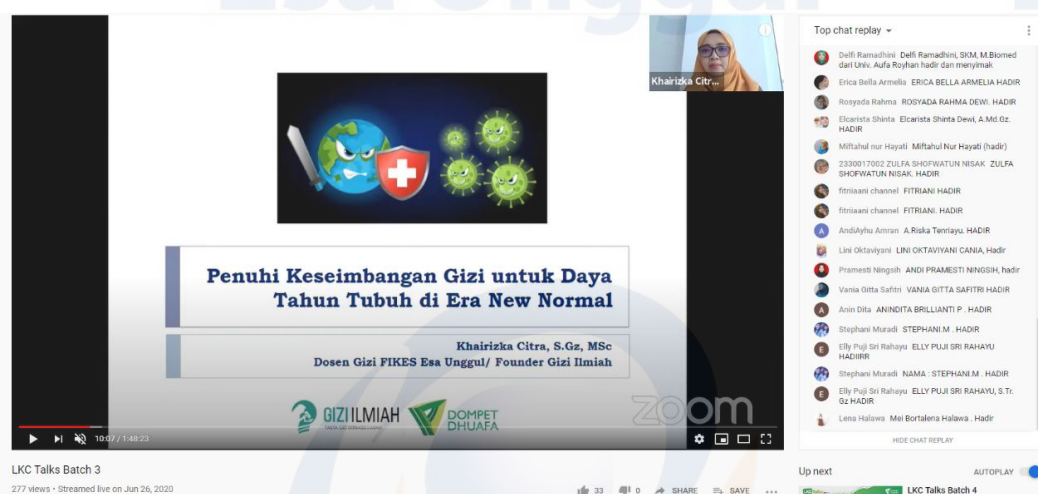 Esa Unggul
Khairizka Citr...
Penuhi Keseimbangan Gizi untuk Daya
Tahun Tubuh di Era New Normal
Khairizka Citra, S.Gz, MSc
Dosen Gizi FIKES Esa Unggul/ Founder Gizi Ilmiah
GIZI ILMIAH
DOMPET
DHUAFA
zoom
10:07 / 1:48:23
LKC Talks Batch 3
277 views • Streamed live on Jun 26, 2020
33
0
SHARE
SAVE
Top chat replay
Delfi Ramadhini Delfi Ramadhini, SKM, M.Biomed
dari Univ. Aufa Royhan hadir dan menyimak
Erica Bella Armelia ERICA BELLA ARMELIA HADIR
Rosyada Rahma ROSYADA RAHMA DEWI. HADIR
Elcarista Shinta Elcarista Shinta Dewi, A.Md.Gz.
HADIR
Miftahul nur Hayati Miftahul Nur Hayati (hadir)
2330017002 ZULFA SHOFWATUN NISAK ZULFA
SHOFWATUN NISAK. HADIR
fitriiaani channel FITRIANI HADIR
fitriiaani channel FITRIANI. HADIR
A
AndiAyhu Amran A.Riska Tenriayu. HADIR
Lini Oktaviyani LINI OKTAVIYANI CANIA, Hadir
Pramesti Ningsih ANDI PRAMESTI NINGSIH, hadir
Vania Gitta Safitri VANIA GITTA SAFITRI HADIR
A
Anin Dita ANINDITA BRILLIANTI P . HADIR
Stephani Muradi STEPHANI.M . HADIR
E
Elly Puji Sri Rahayu ELLY PUJI SRI RAHAYU
HADIIRR
Stephani Muradi NAMA : STEPHANI.M . HADIR
E
Elly Puji Sri Rahayu ELLY PUJI SRI RAHAYU, S.Tr.
Gz HADIR
Lena Halawa Mei Bortalena Halawa . Hadir
HIDE CHAT REPLAY
Up next
AUTOPLAY
LKC Talks Batch 4